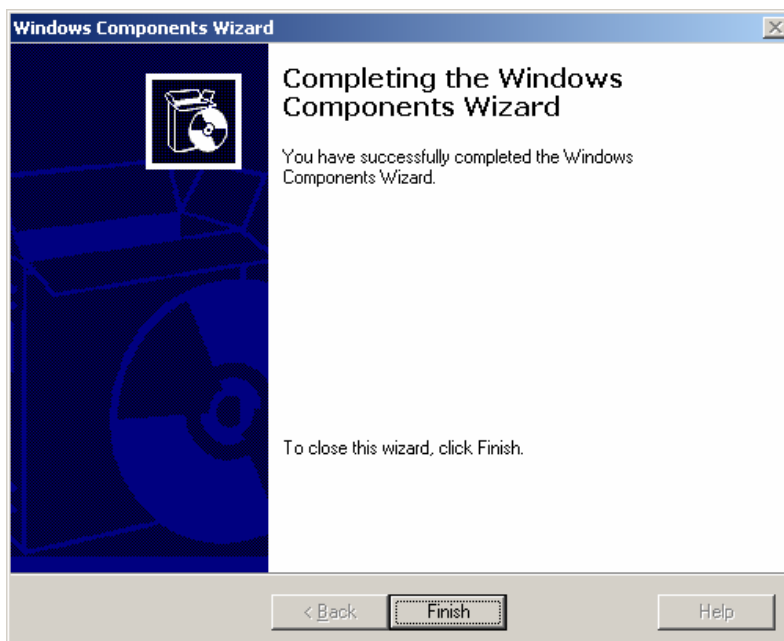 Windows Components Wizard
Completing the Windows
Components Wizard
You have successfully completed the Windows
Components Wizard.
To close this wizard, click Finish.
< Back
Finish
Help